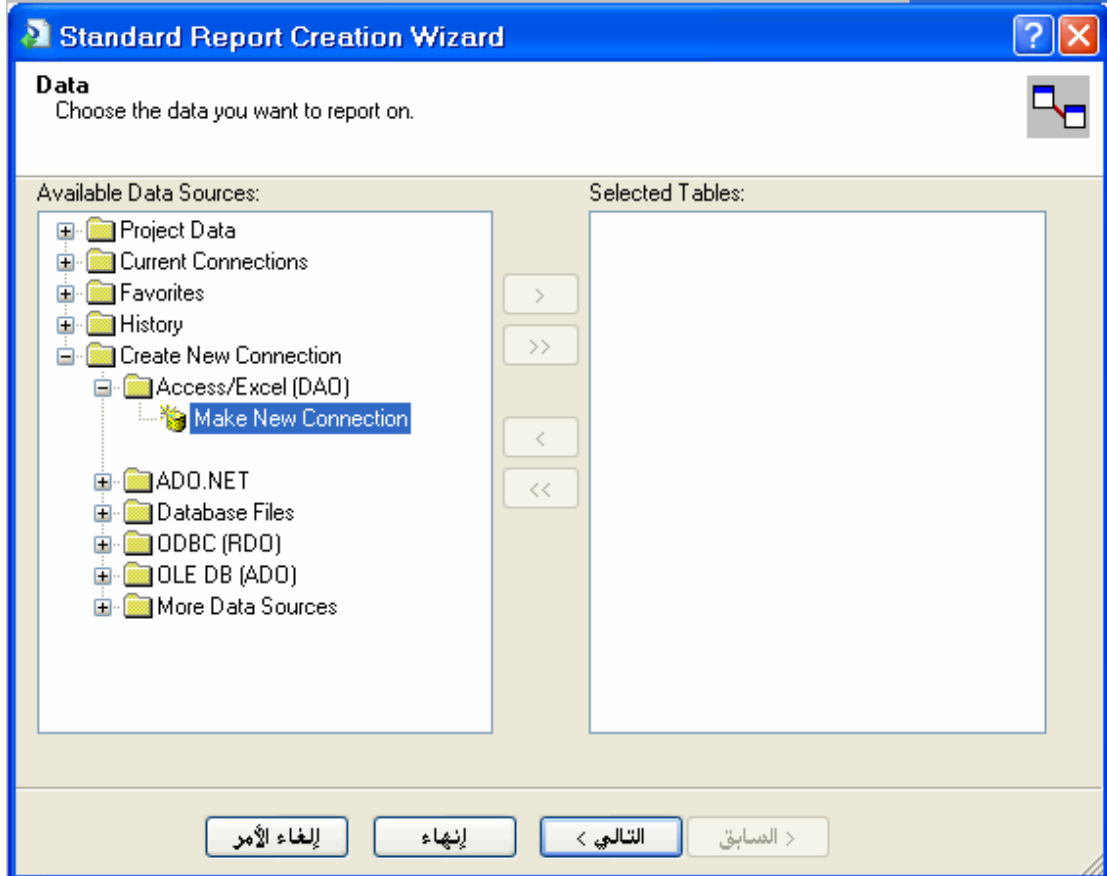 Standard Report Creation Wizard
Data
Choose the data you want to report on.
Available Data Sources:
Selected Tables:
Project Data
Current Connections
Favorites
History
Create New Connection
Access/Excel (DAO)
Make New Connection
ADO.NET
Database Files
ODBC (RDO)
OLE DB (ADO)
More Data Sources
>
>>
<
<<
إلغاء الأمر
إنهاء
التالي >
< السابق